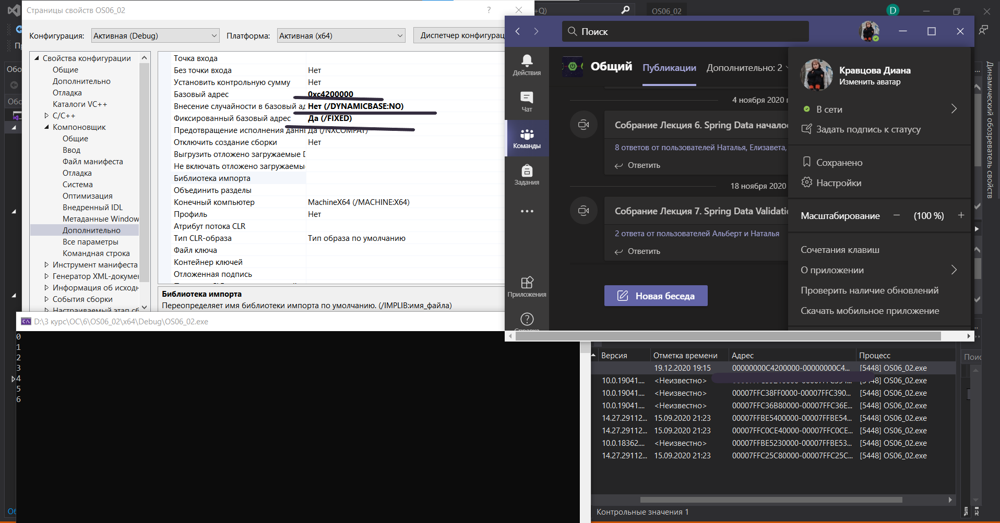 Страницы свойств OS06_02
?
+Q)
OS06_02
D
Конфигурация:
Активная (Debug)
Платформа:
Активная (x64)
Диспетчер конфигурац
Свойства конфигурации
Общие
Дополнительно
Отладка
Каталоги VC++
C/C++
Компоновщик
Общие
Ввод
Файл манифеста
Отладка
Система
Оптимизация
Внедренный IDL
Метаданные Window
Дополнительно
Все параметры
Командная строка
Инструмент манифеста
Генератор XML-докумен
Информация об исходн
События сборки
Настраиваемый этап сб
Точка входа
Без точки входа Нет
Установить контрольную сумму Нет
Базовый адрес 0xc4200000
Внесение случайности в базовый ад Нет (/DYNAMICBASE:NO)
Фиксированный базовый адрес Да (/FIXED)
Предотвращение исполнения данн Да (/NXCOMPAT)
Отключить создание сборки Нет
Выгрузить отложено загружаемые D
Не включать отложено загружаемы
Библиотека импорта
Объединить разделы
Конечный компьютер MachineX64 (/MACHINE:X64)
Профиль Нет
Атрибут потока CLR
Тип CLR-образа Тип образа по умолчанию
Файл ключа
Контейнер ключей
Отложенная подпись
Библиотека импорта
Переопределяет имя библиотеки импорта по умолчанию. (/IMPLIB:имя_файла)
D:\3 курс\ОС\6\OS06_02\x64\Debug\OS06_02.exe
0
1
2
3
4
5
6
Поиск
Действия
Чат
Команды
Задания
Приложения
Справка
Общий
Публикации
Дополнительно: 2
4 ноября 2020 г
Собрание Лекция 6. Spring Data началос
8 ответов от пользователей Наталья, Елизавета,
Ответить
18 ноября 2020
Собрание Лекция 7. Spring Data Validatio
2 ответа от пользователей Альберт и Наталья
Ответить
Новая беседа
Кравцова Диана
Изменить аватар
В сети
Задать подпись к статусу
Сохранено
Настройки
Масштабирование — (100 %) +
Сочетания клавиш
О приложении
Проверить наличие обновлений
Скачать мобильное приложение
Динамический обозреватель свойств
Версия Отметка времени Адрес Процесс
19.12.2020 19:15 00000000C4200000-00000000C4... [5448] OS06_02.exe
10.0.19041.... <Неизвестно> [5448] OS06_02.exe
10.0.19041.... <Неизвестно> 00007FFC38FF0000-00007FFC390... [5448] OS06_02.exe
10.0.19041.... <Неизвестно> 00007FFC36B80000-00007FFC36E... [5448] OS06_02.exe
14.27.29112... 15.09.2020 21:23 00007FFBE5400000-00007FFBE54... [5448] OS06_02.exe
14.27.29112... 15.09.2020 21:23 00007FFC0CE40000-00007FFC0CE... [5448] OS06_02.exe
10.0.18362.... <Неизвестно> 00007FFBE5230000-00007FFBE53... [5448] OS06_02.exe
14.27.29112... 15.09.2020 21:23 00007FFC25C80000-00007FFC25C... [5448] OS06_02.exe
Контрольные значения 1